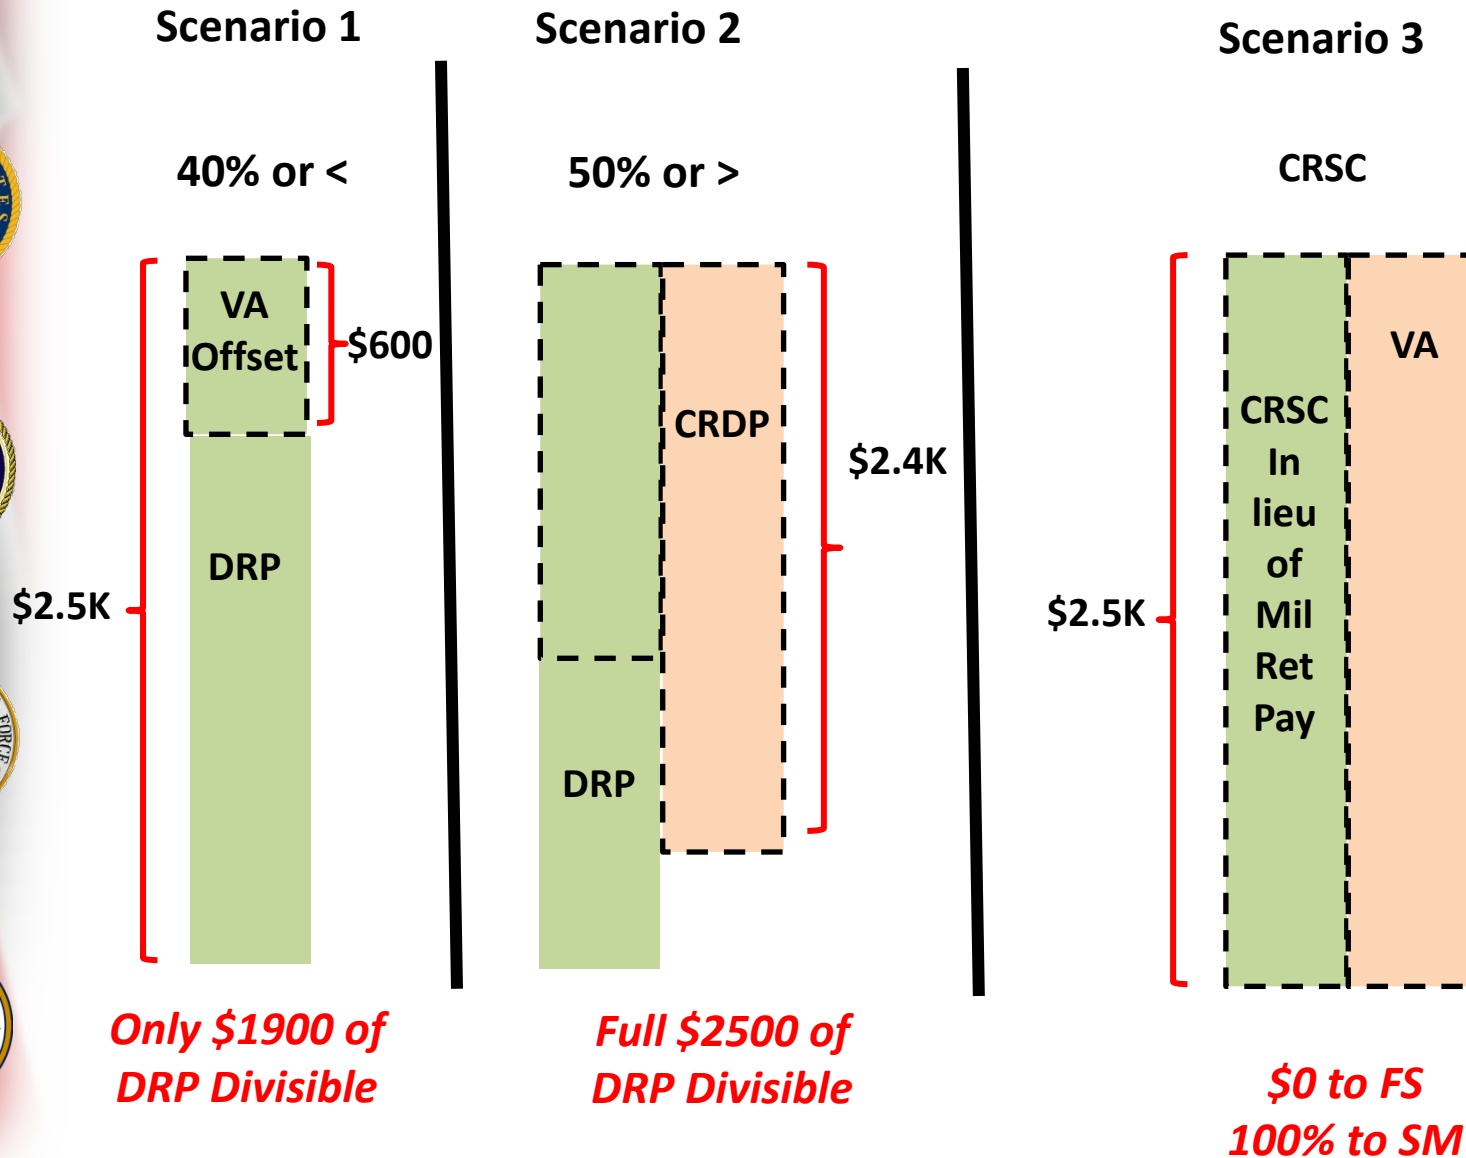 Scenario 1
40% or <
VA
Offset
$600
DRP
$2.5K
Only $1900 of
DRP Divisible
Scenario 2
50% or >
CRDP
$2.4K
DRP
Full $2500 of
DRP Divisible
Scenario 3
CRSC
VA
CRSC
In
lieu
of
Mil
Ret
Pay
$2.5K
$0 to FS
100% to SM
FORCE